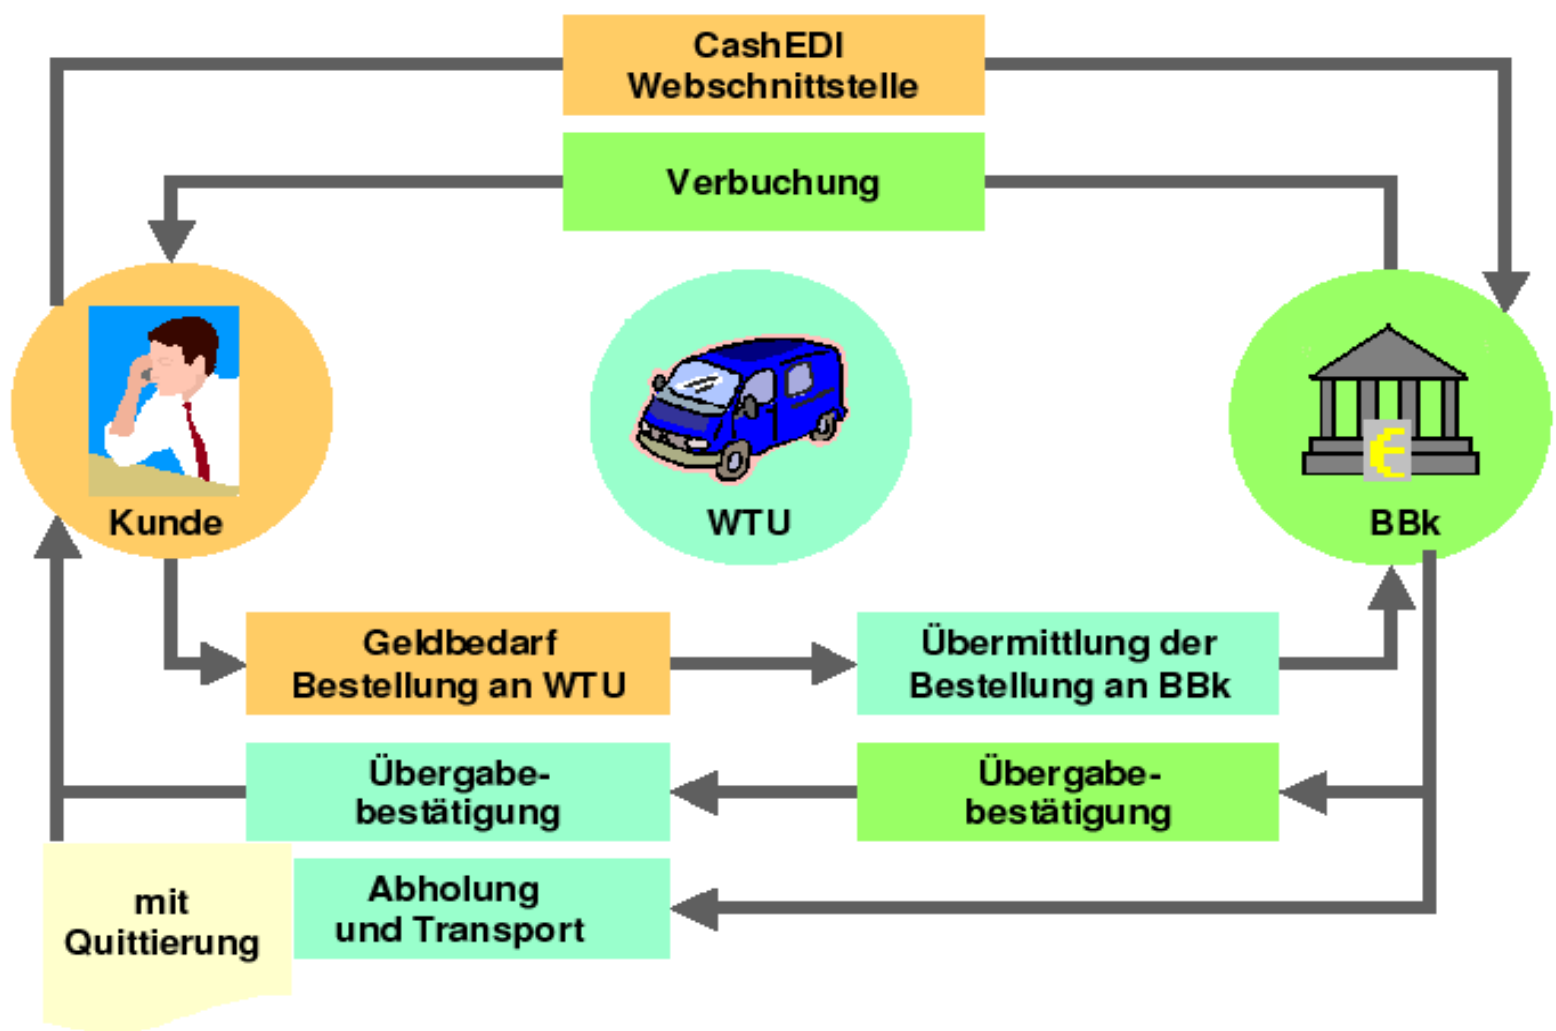 CashEDI
Webschnittstelle
Verbuchung
Kunde
WTU
BBk
Geldbedarf
Bestellung an WTU
Übermittlung der
Bestellung an BBk
Übergabe-
bestätigung
Übergabe-
bestätigung
mit
Quittierung
Abholung
und Transport